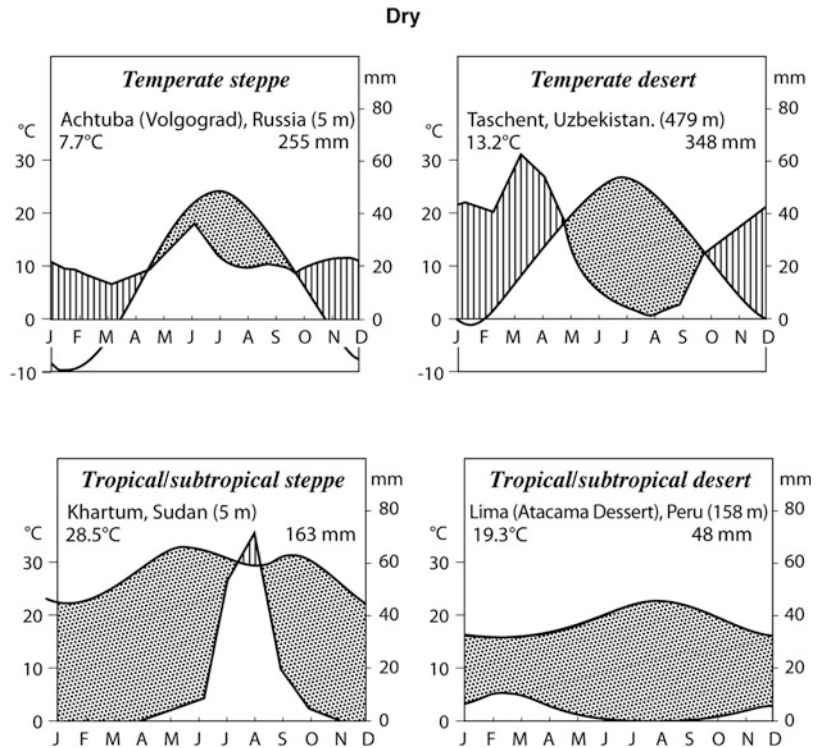 Dry
Temperate steppe
mm
80
Achtuba (Volgograd), Russia (5 m)
°C
7.7°C 255 mm
30 60
20 40
10 20
0 0
J F M A M J J A S O N D
-10
Temperate desert
mm
80
Taschent, Uzbekistan. (479 m)
°C
13.2°C 348 mm
30 60
20 40
10 20
0 0
J F M A M J J A S O N D
-10
Tropical/subtropical steppe
mm
80
Khartum, Sudan (5 m)
°C
28.5°C 163 mm
30 60
20 40
10 20
0 0
J F M A M J J A S O N D
Tropical/subtropical desert
mm
80
Lima (Atacama Dessert), Peru (158 m)
°C
19.3°C 48 mm
30 60
20 40
10 20
0 0
J F M A M J J A S O N D